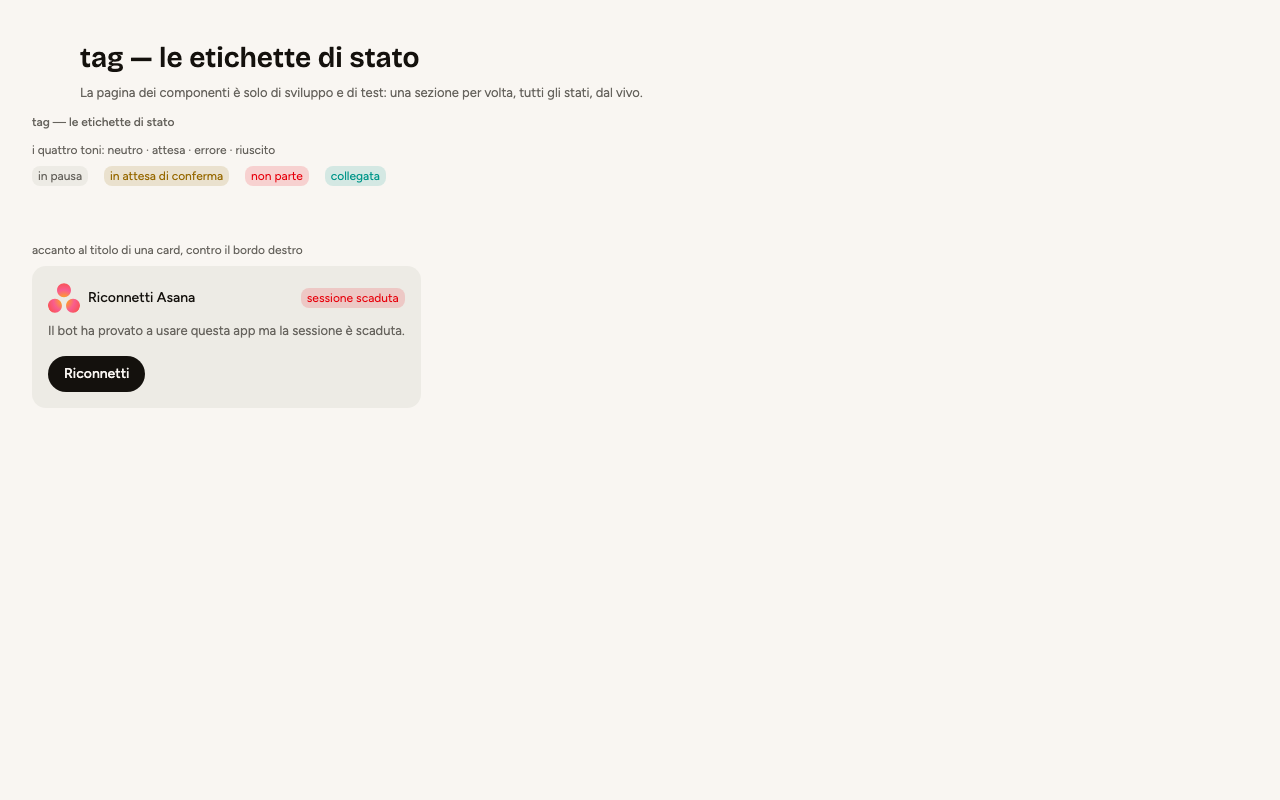 tag — le etichette di stato
La pagina dei componenti è solo di sviluppo e di test: una sezione per volta, tutti gli stati, dal vivo.
tag — le etichette di stato
i quattro toni: neutro · attesa · errore · riuscito
in pausa in attesa di conferma non parte collegata
accanto al titolo di una card, contro il bordo destro
Riconnetti Asana sessione scaduta
Il bot ha provato a usare questa app ma la sessione è scaduta.
Riconnetti